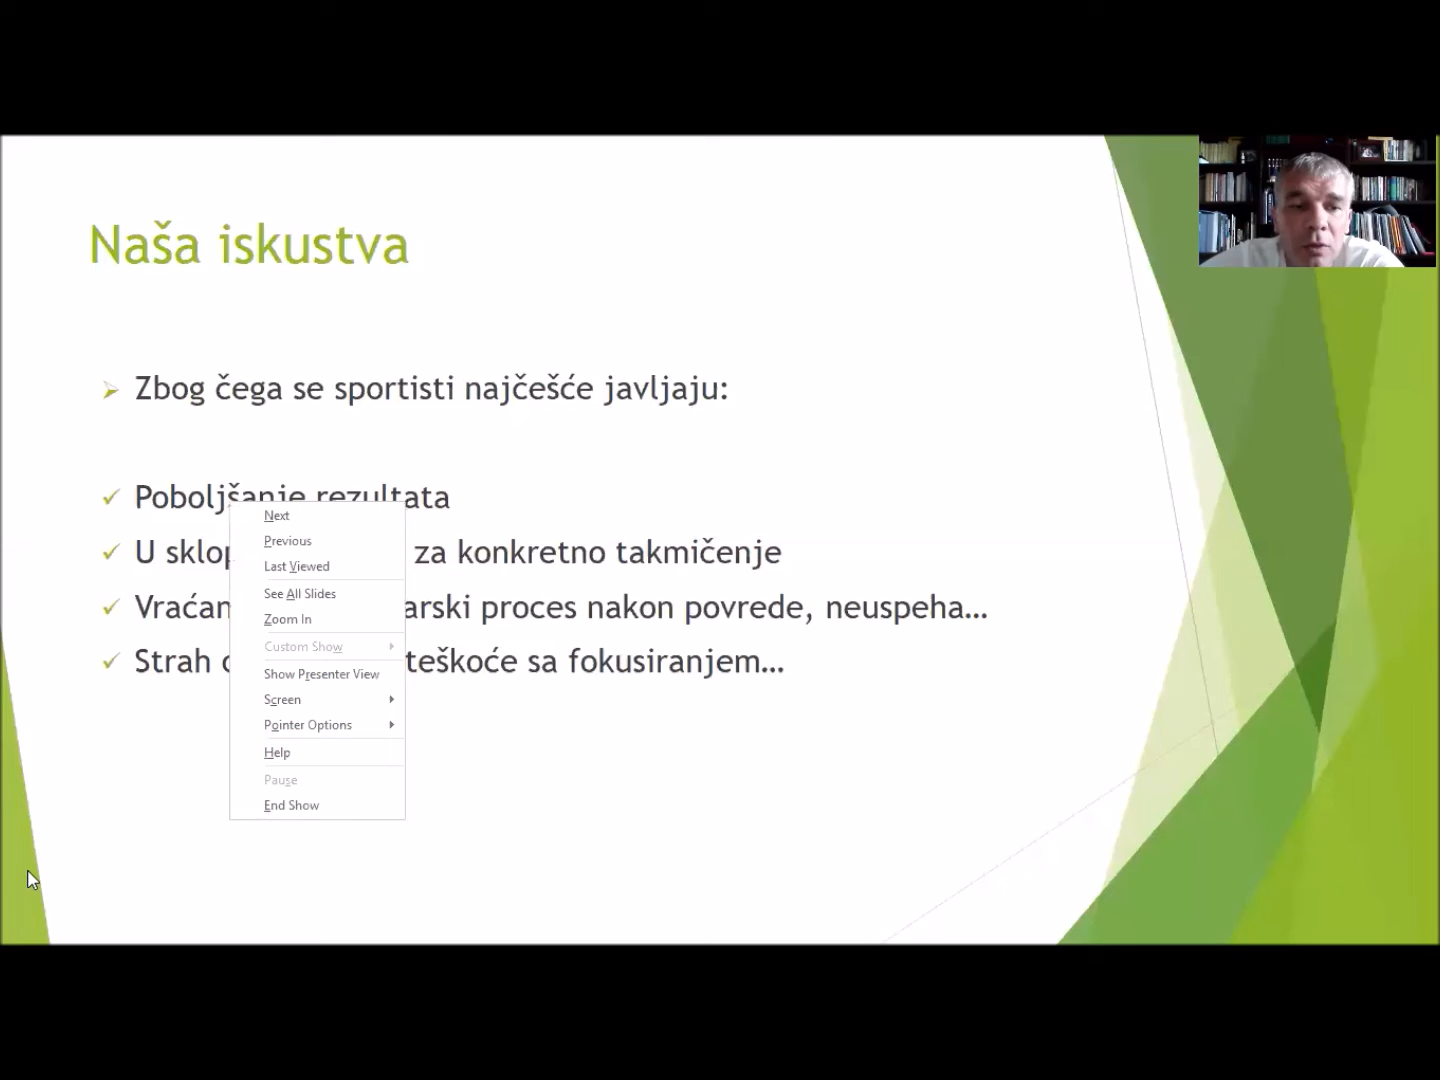 Naša iskustva
Zbog čega se sportisti najčešće javljaju:
Poboljšanje rezultata
U sklop za konkretno takmičenje
Vraćan arski proces nakon povrede, neuspeha...
Strah teškoće sa fokusiranjem...
Next
Previous
Last Viewed
See All Slides
Zoom In
Custom Show
Show Presenter View
Screen
Pointer Options
Help
Pause
End Show